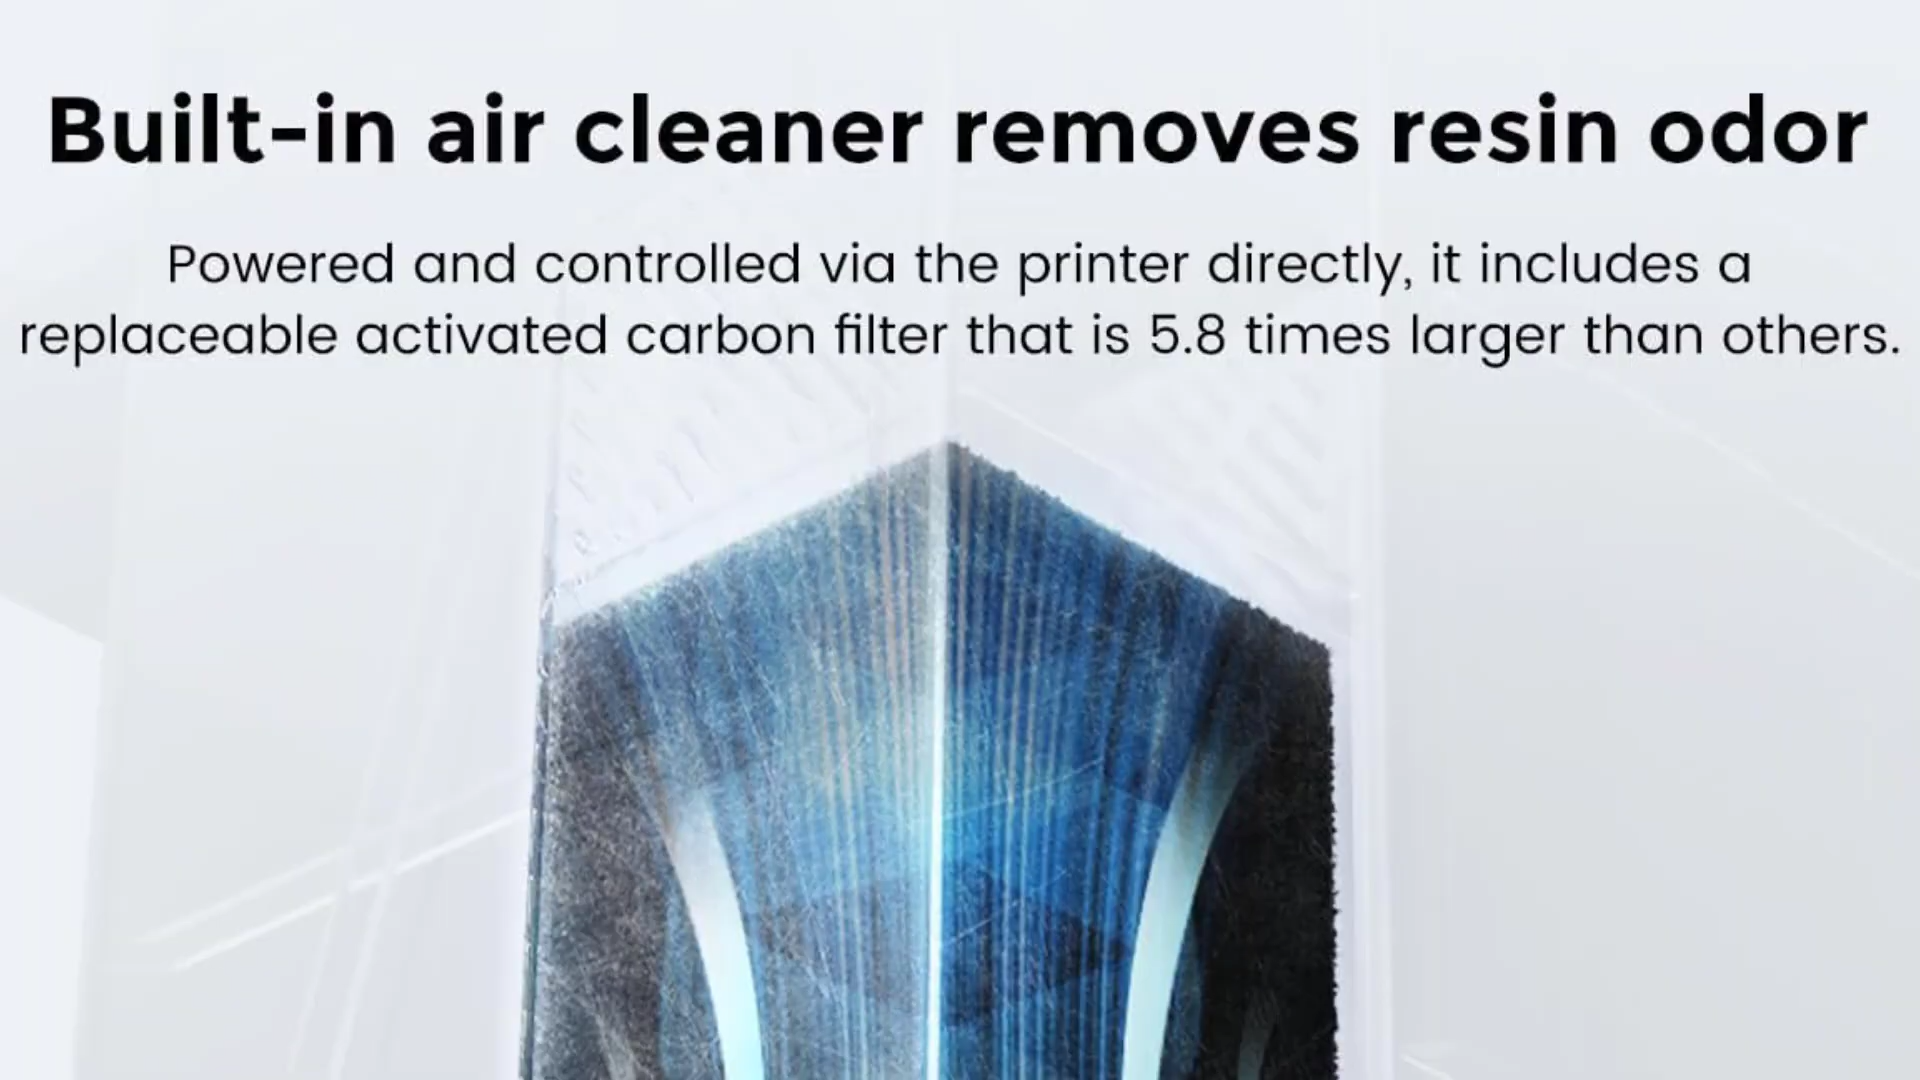 Built-in air cleaner removes resin odor
Powered and controlled via the printer directly, it includes a
replaceable activated carbon filter that is 5.8 times larger than others.